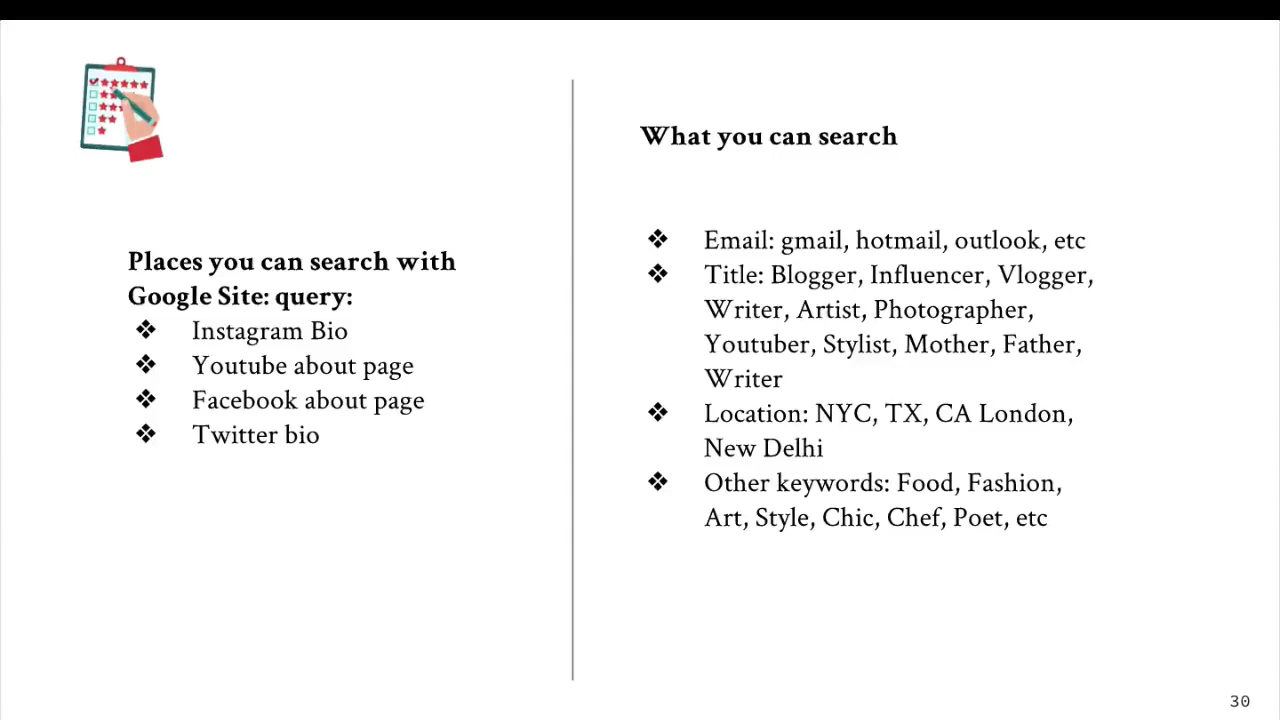 Places you can search with
Google Site: query:
❖ Instagram Bio
❖ Youtube about page
❖ Facebook about page
❖ Twitter bio
What you can search
❖ Email: gmail, hotmail, outlook, etc
❖ Title: Blogger, Influencer, Vlogger,
Writer, Artist, Photographer,
Youtuber, Stylist, Mother, Father,
Writer
❖ Location: NYC, TX, CA London,
New Delhi
❖ Other keywords: Food, Fashion,
Art, Style, Chic, Chef, Poet, etc
30